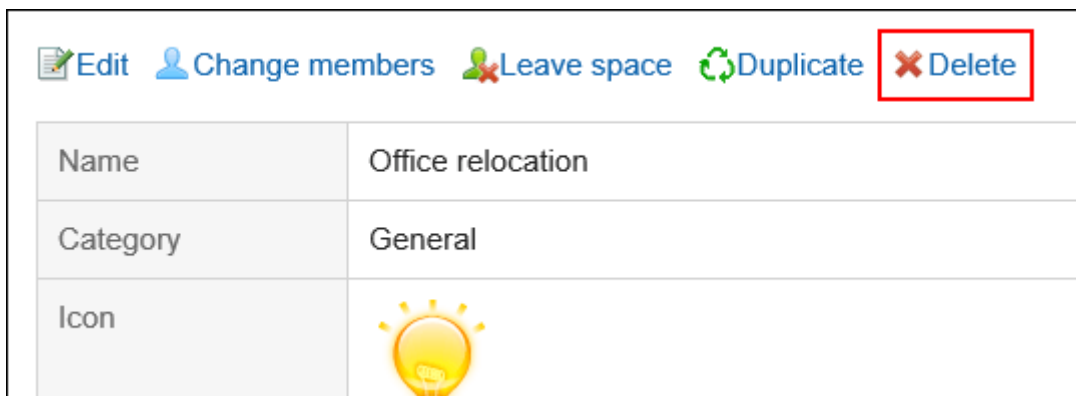 Edit Change members Leave space Duplicate Delete
Name Office relocation
Category General
Icon